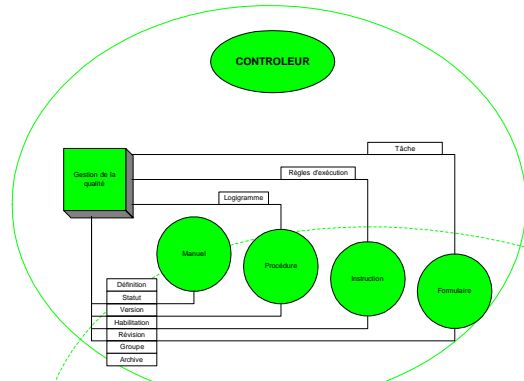 CONTROLEUR
Tâche
Gestion de la
qualité
Règles d'exécution
Logigramme
Manuel
Procédure
Instruction
Formulaire
Définition
Statut
Version
Habilitation
Révision
Groupe
Archive